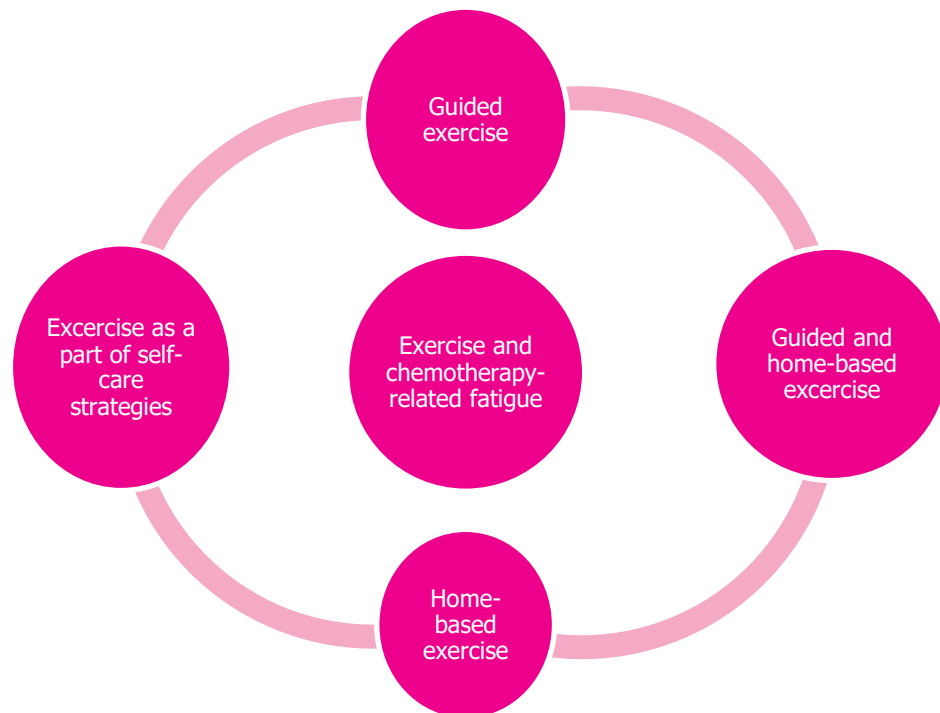 Guided
exercise
Excercise as a
part of self-
care
strategies
Exercise and
chemotherapy-
related fatigue
Guided and
home-based
excercise
Home-
based
exercise